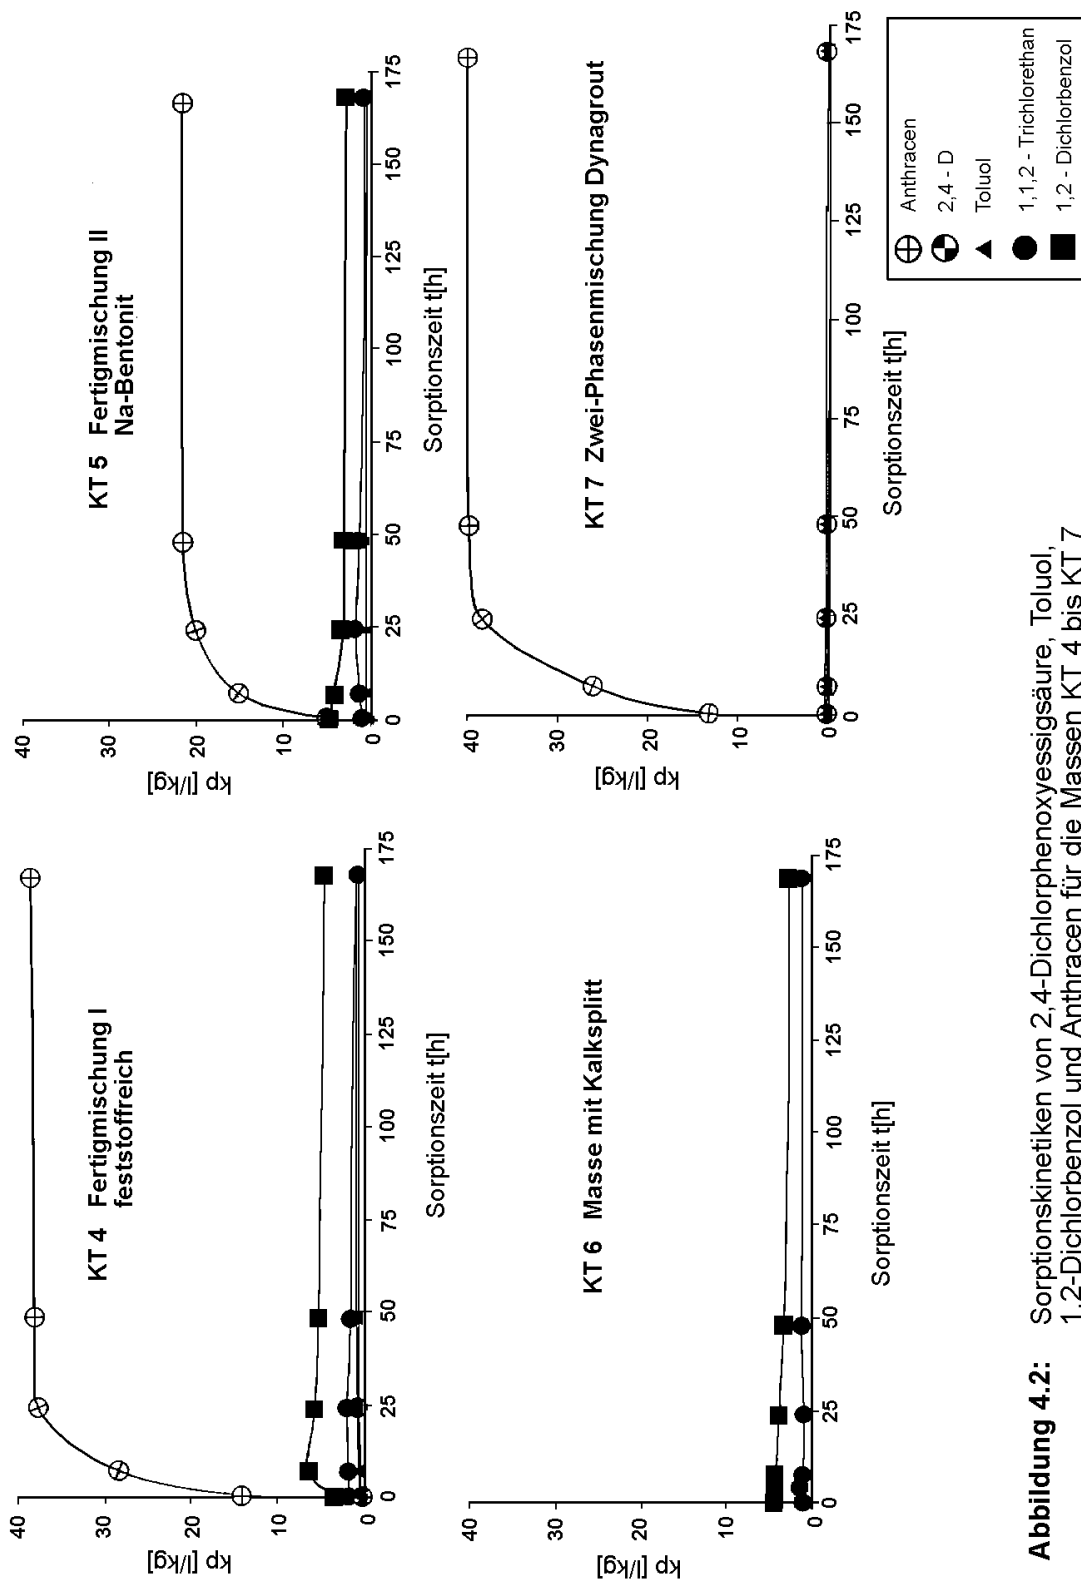 KT 4 Fertigmischung I
feststoffreich
kp [l/kg]
40
30
20
10
0
0
25
50
75
100
125
150
175
Sorptionszeit t[h]
KT 5 Fertigmischung II
Na-Bentonit
kp [l/kg]
40
30
20
10
0
0
25
50
75
100
125
150
175
Sorptionszeit t[h]
KT 6 Masse mit Kalksplitt
kp [l/kg]
40
30
20
10
0
0
25
50
75
100
125
150
175
Sorptionszeit t[h]
KT 7 Zwei-Phasenmischung Dynagrout
kp [l/kg]
40
30
20
10
0
0
25
50
75
100
125
150
175
Sorptionszeit t[h]
Anthracen
2,4 - D
Toluol
1,1,2 - Trichlorethan
1,2 - Dichlorbenzol
Abbildung 4.2: Sorptionskinetiken von 2,4-Dichlorphenoxyessigsäure, Toluol,
1,2-Dichlorbenzol und Anthracen für die Massen KT 4 bis KT 7